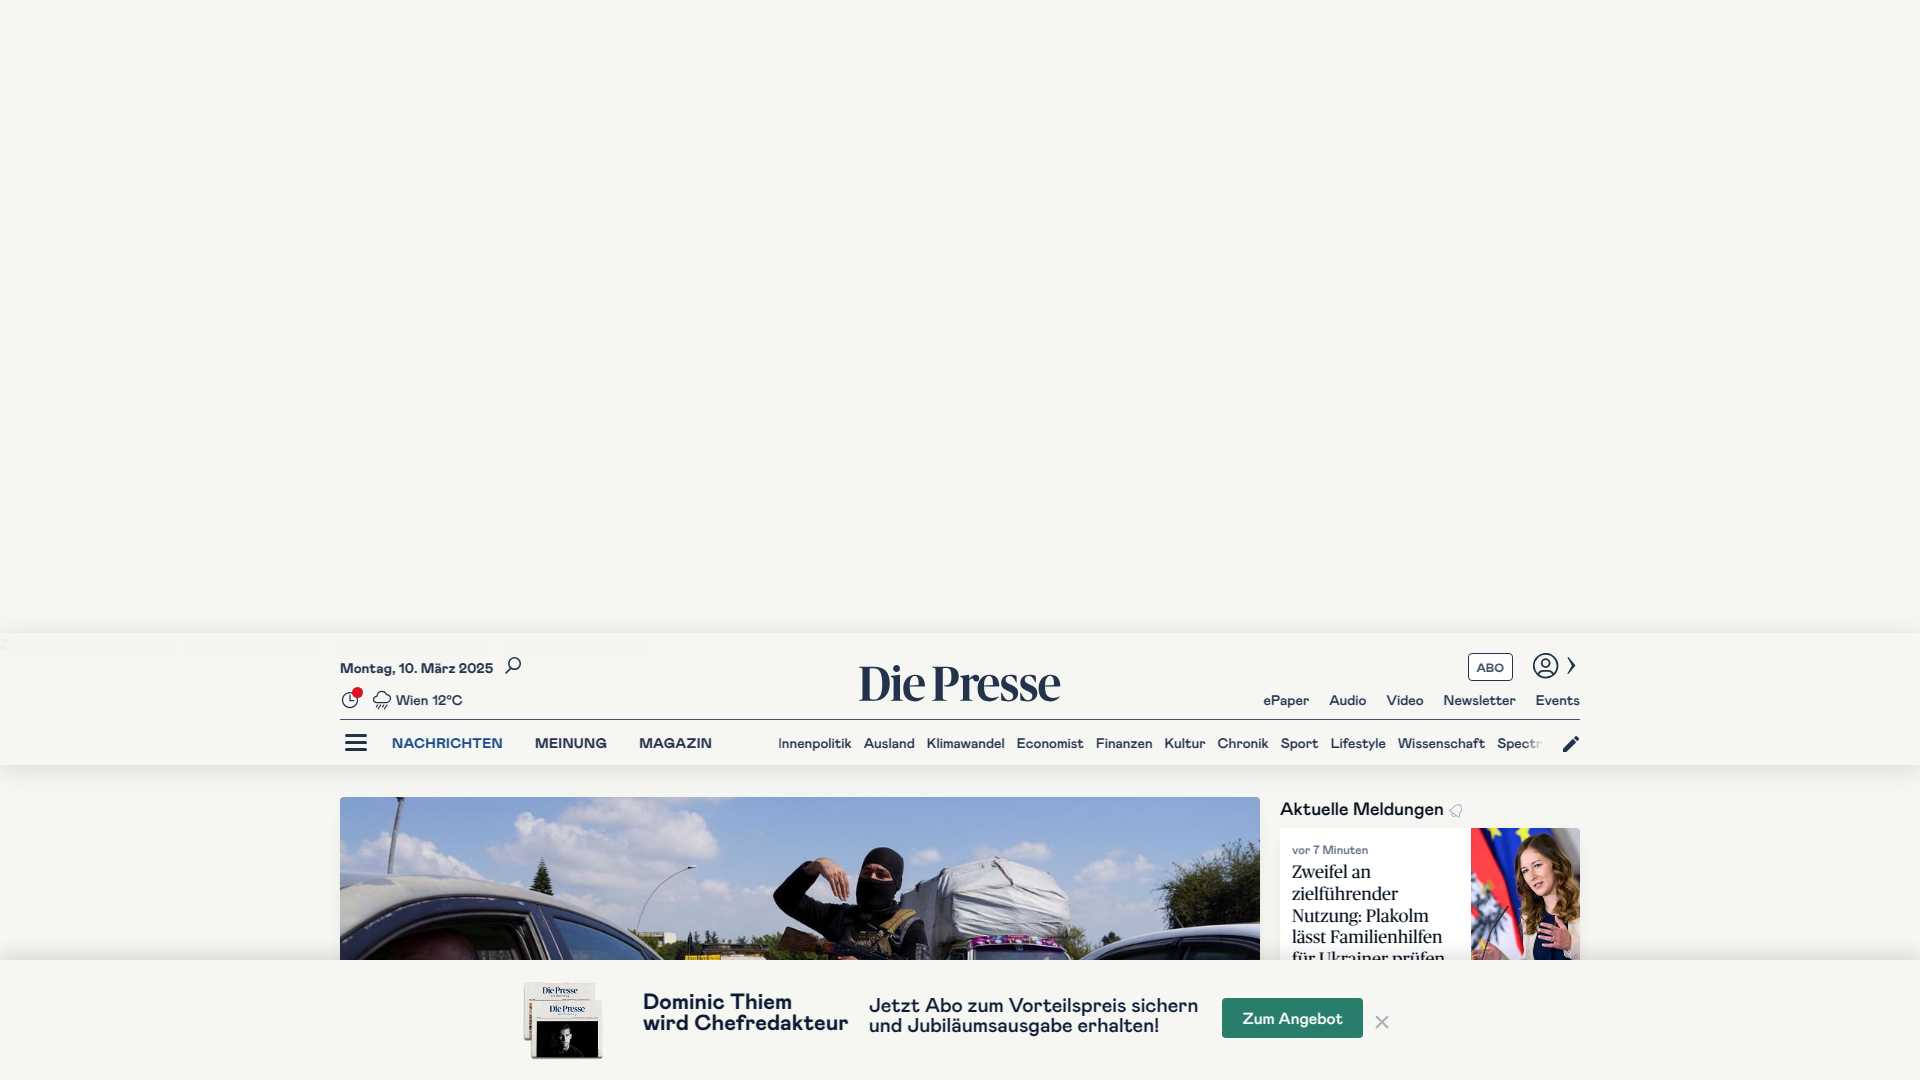 Montag, 10. März 2025
Die Presse
ABO
Wien 12°C
ePaper Audio Video Newsletter Events
NACHRICHTEN MEINUNG MAGAZIN
Innenpolitik Ausland Klimawandel Economist Finanzen Kultur Chronik Sport Lifestyle Wissenschaft Spectr
Aktuelle Meldungen
vor 7 Minuten
Zweifel an
zielführender
Nutzung: Plakolm
lässt Familienhilfen
für Ukrainer prüfen
Die Presse
Die Presse
Dominic Thiem
wird Chefredakteur
Jetzt Abo zum Vorteilspreis sichern
und Jubiläumsausgabe erhalten!
Zum Angebot